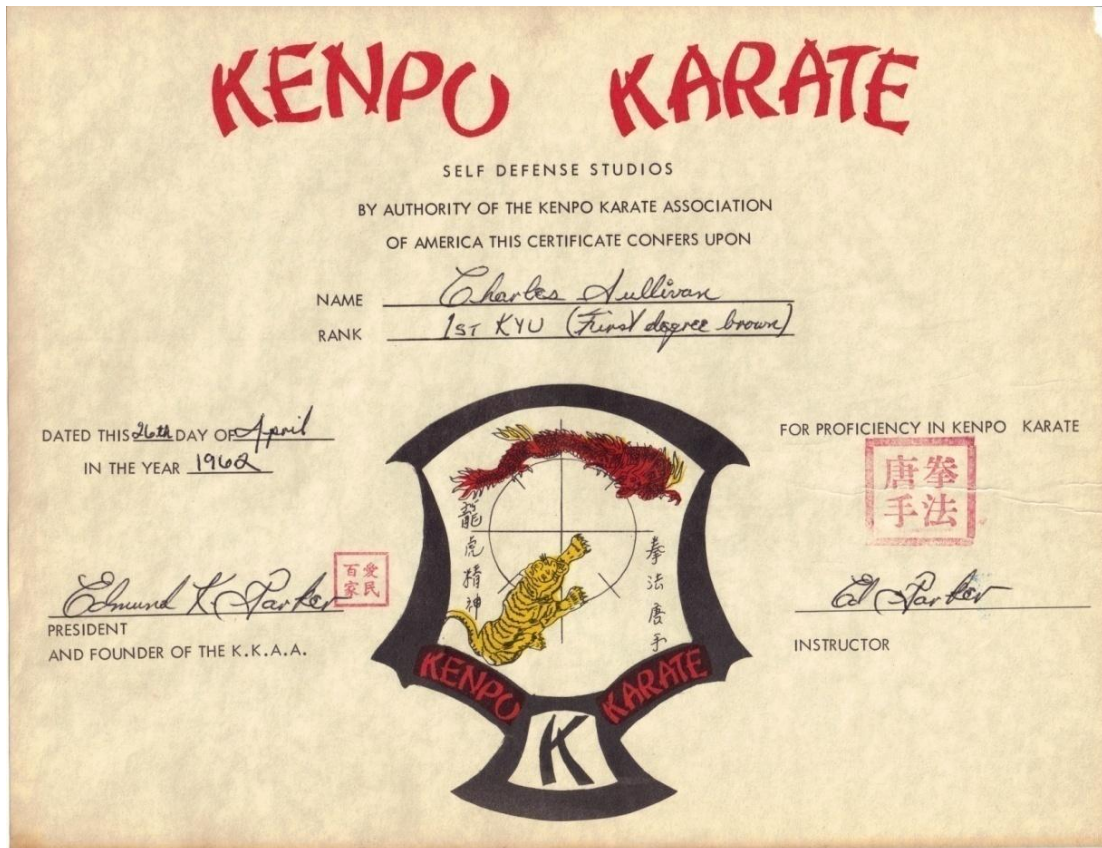 KENPO KARATE
SELF DEFENSE STUDIOS
BY AUTHORITY OF THE KENPO KARATE ASSOCIATION
OF AMERICA THIS CERTIFICATE CONFERS UPON
NAME Charles Sullivan
RANK 1ST KYU (First degree brown)
DATED THIS 26th DAY OF April
IN THE YEAR 1962
FOR PROFICIENCY IN KENPO KARATE
拳法
唐手
龍虎精神
拳法唐手
Edmund K. Parker
愛民
百家
PRESIDENT
AND FOUNDER OF THE K.K.A.A.
Ed Parker
INSTRUCTOR
KENPO KARATE
K